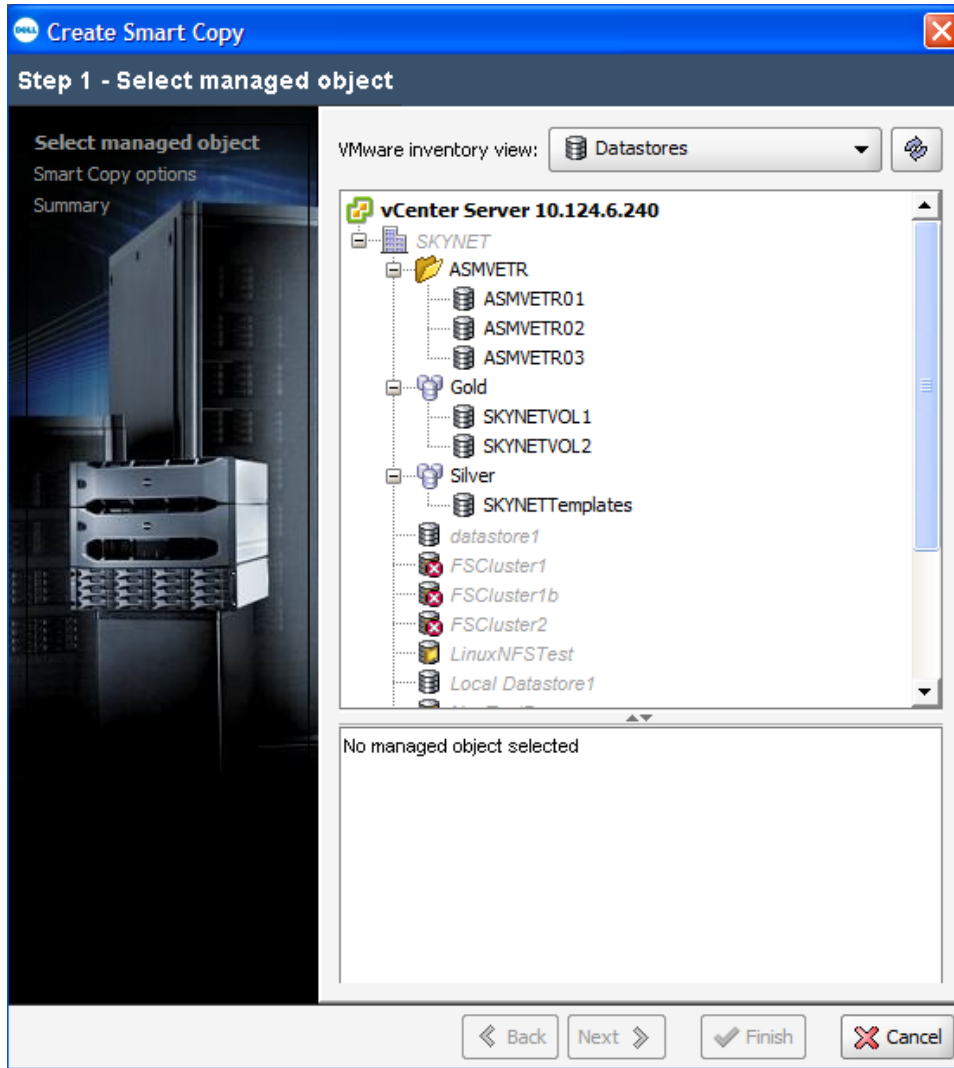 DELL Create Smart Copy
Step 1 - Select managed object
Select managed object
Smart Copy options
Summary
VMware inventory view: Datastores
vCenter Server 10.124.6.240
SKYNET
ASMVETR
ASMVETR01
ASMVETR02
ASMVETR03
Gold
SKYNETVOL1
SKYNETVOL2
Silver
SKYNETTemplates
datastore1
FSCluster1
FSCluster1b
FSCluster2
LinuxNFSTest
Local Datastore1
No managed object selected
Back Next Finish Cancel